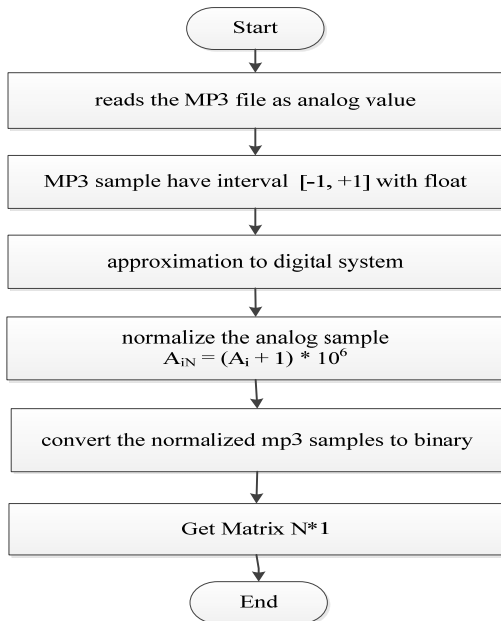 Start
reads the MP3 file as analog value
MP3 sample have interval [-1, +1] with float
approximation to digital system
normalize the analog sample
A_iN = (A_i + 1) * 10^6
convert the normalized mp3 samples to binary
Get Matrix N*1
End